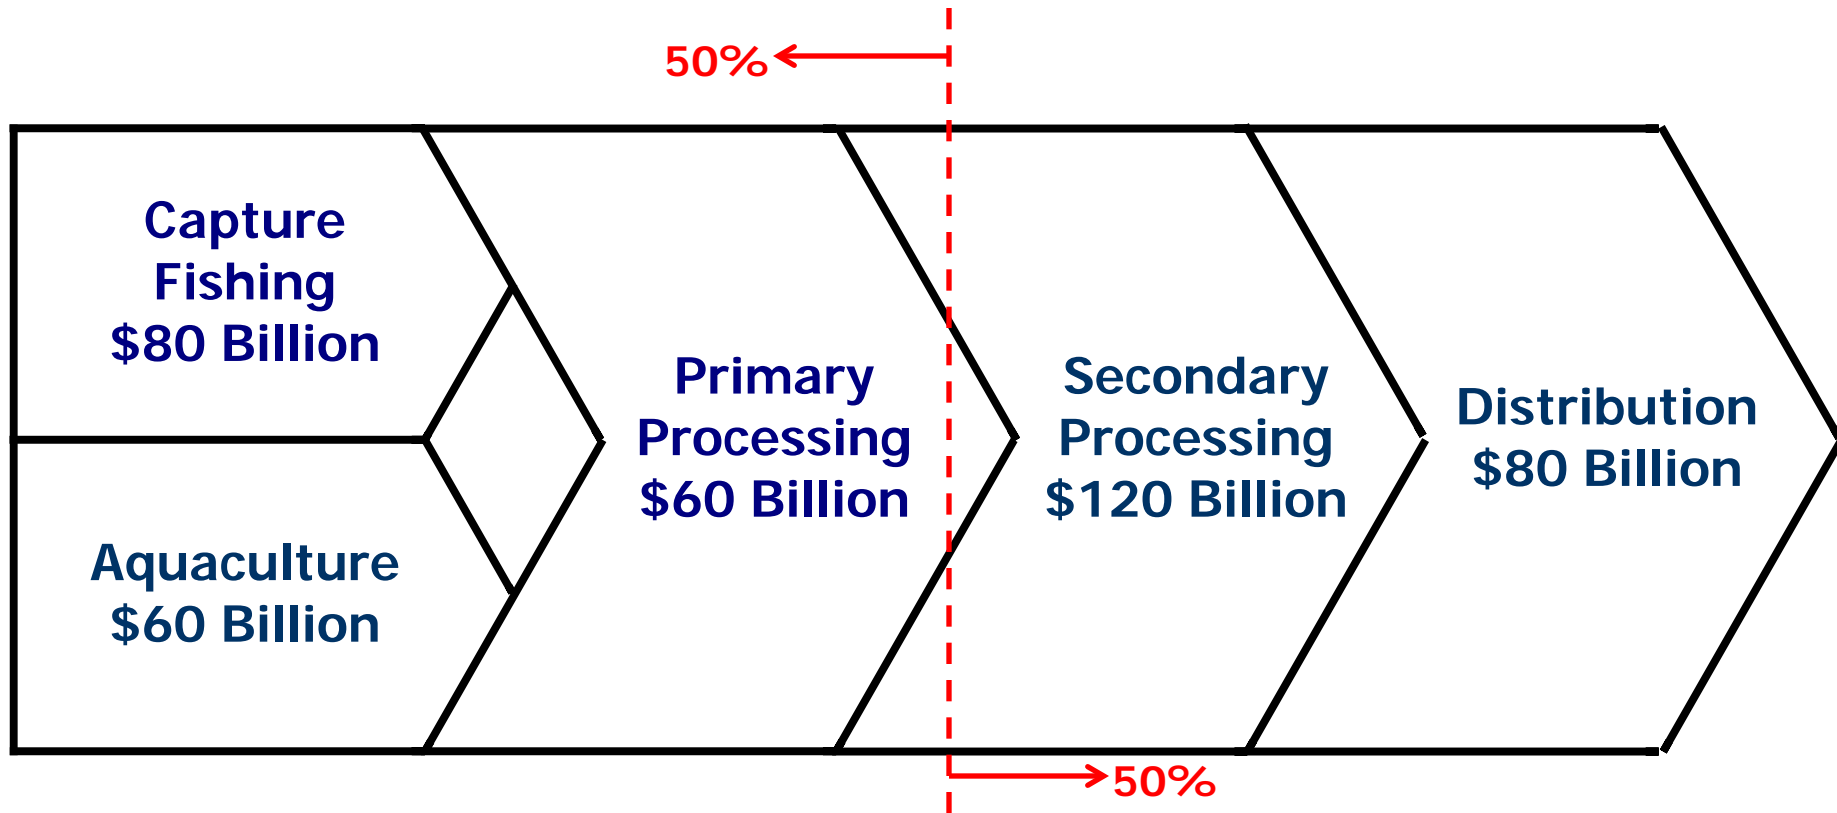 50%
Capture
Fishing
$80 Billion
Aquaculture
$60 Billion
Primary
Processing
$60 Billion
Secondary
Processing
$120 Billion
Distribution
$80 Billion
50%